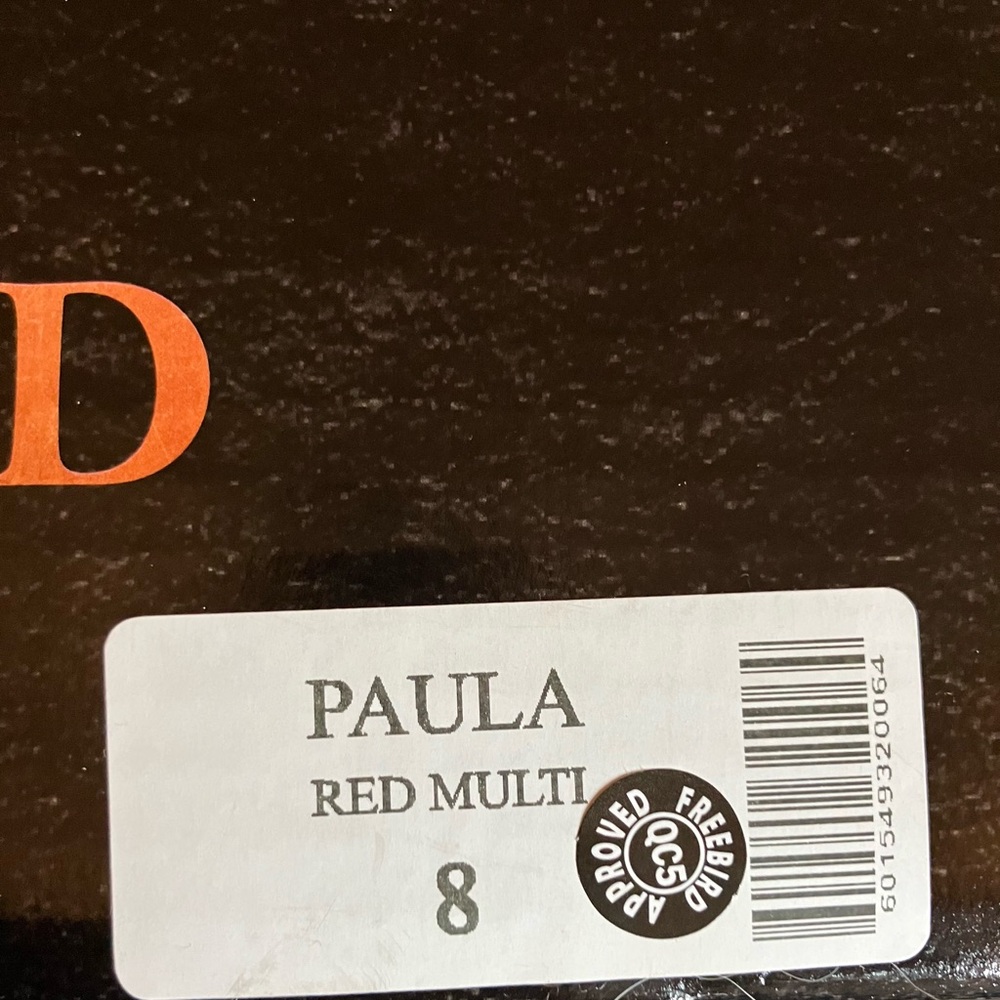 D
PAULA
RED MULTI
8
APPROVED FREEBIRD
QC5
601549320064